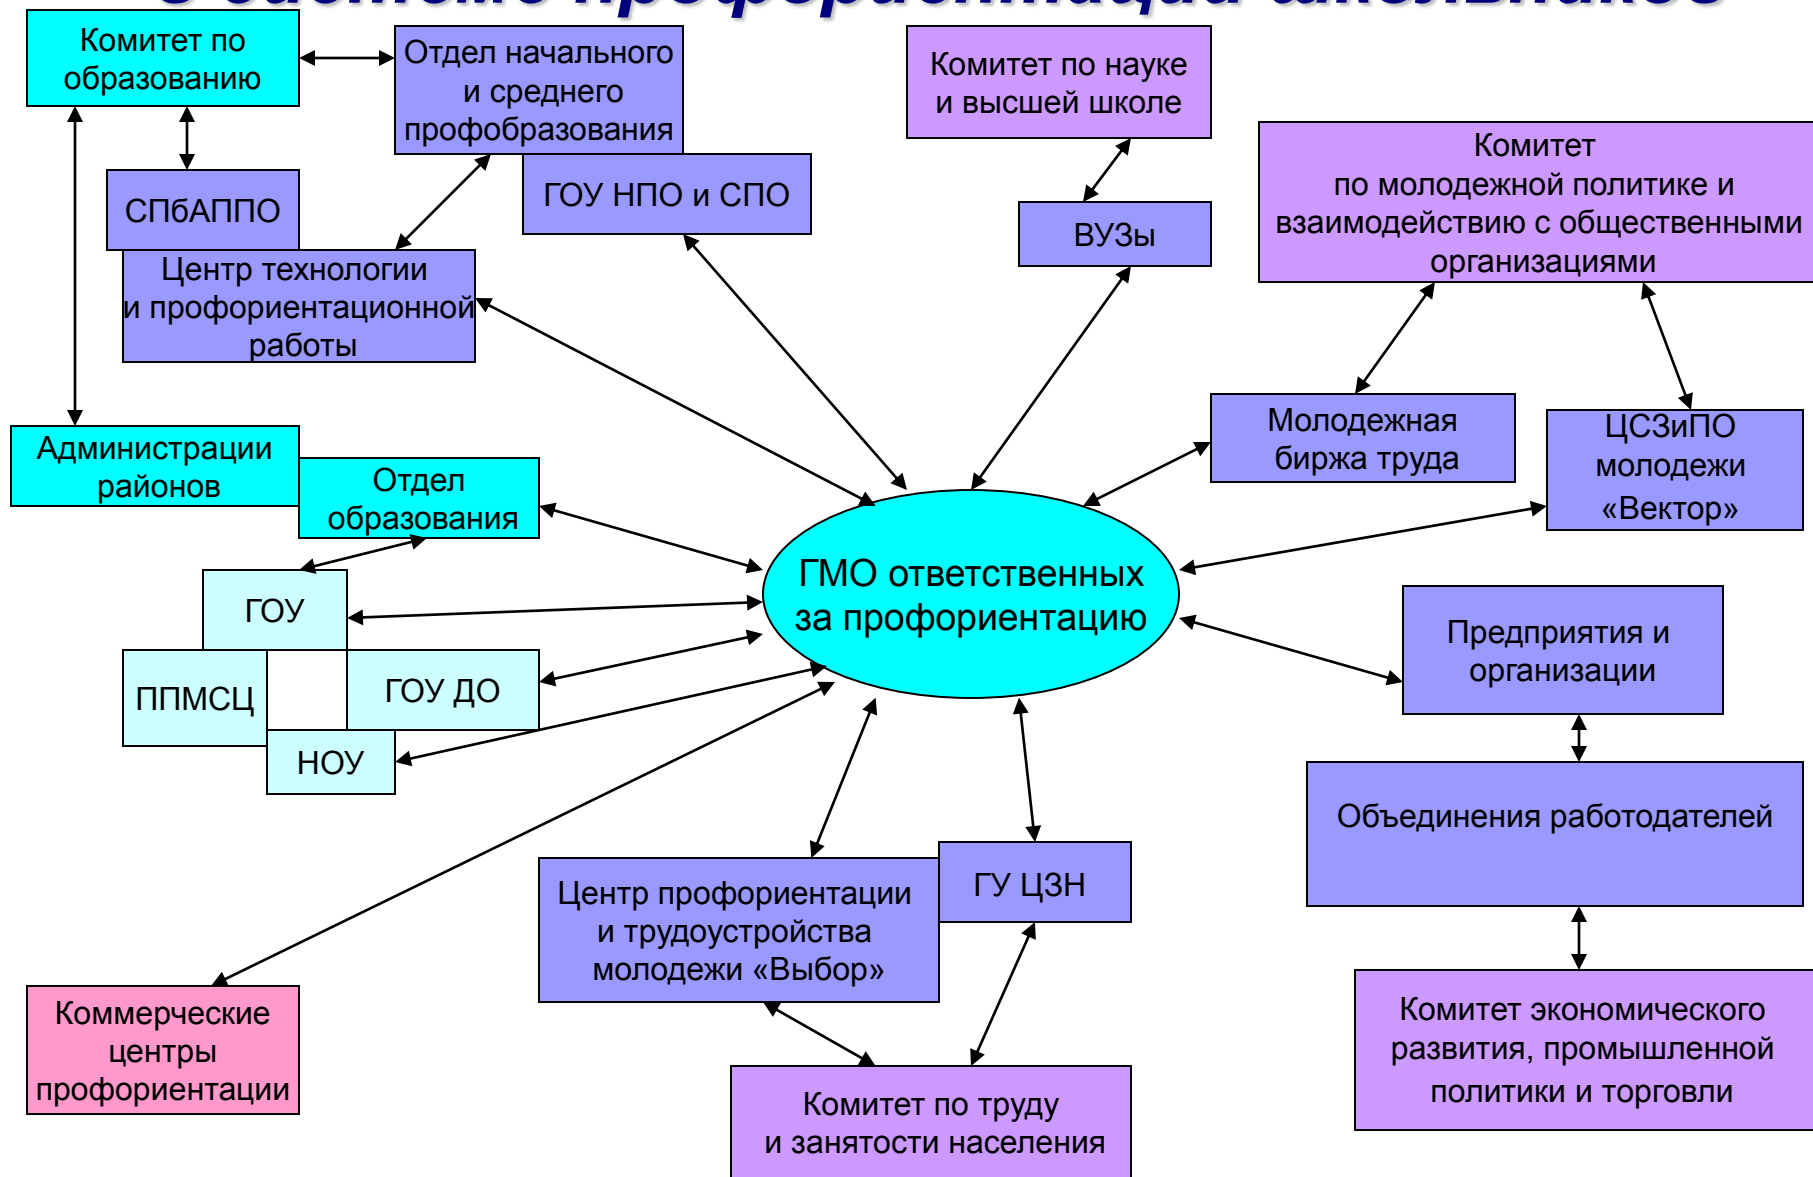 в системе профориентации школьников
Комитет по
образованию
Отдел начального
и среднего
профобразования
Комитет по науке
и высшей школе
Комитет
по молодежной политике и
взаимодействию с общественными
организациями
СПбАППО
ГОУ НПО и СПО
ВУЗы
Центр технологии
и профориентационной
работы
Молодежная
биржа труда
ЦСЗиПО
молодежи
«Вектор»
Администрации
районов
Отдел
образования
ГМО ответственных
за профориентацию
ГОУ
ППМСЦ
ГОУ ДО
НОУ
Предприятия и
организации
Объединения работодателей
Центр профориентации
и трудоустройства
молодежи «Выбор»
ГУ ЦЗН
Коммерческие
центры
профориентации
Комитет экономического
развития, промышленной
политики и торговли
Комитет по труду
и занятости населения